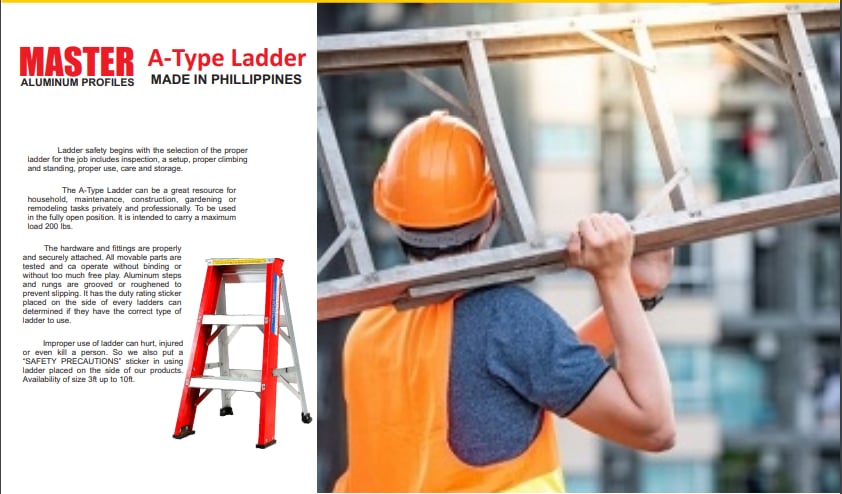 MASTER
ALUMINUM PROFILES
A-Type Ladder
MADE IN PHILLIPPINES
Ladder safety begins with the selection of the proper
ladder for the job includes inspection, a setup, proper climbing
and standing, proper use, care and storage.
The A-Type Ladder can be a great resource for
household, maintenance, construction, gardening or
remodeling tasks privately and professionally. To be used
in the fully open position. It is intended to carry a maximum
load 200 lbs.
The hardware and fittings are properly
and securely attached. All movable parts are
tested and ca operate without binding or
without too much free play. Aluminum steps
and rungs are grooved or roughened to
prevent slipping. It has the duty rating sticker
placed on the side of every ladders can
determined if they have the correct type of
ladder to use.
Improper use of ladder can hurt, injured
or even kill a person. So we also put a
"SAFETY PRECAUTIONS" sticker in using
ladder placed on the side of our products.
Availability of size 3ft up to 10ft.